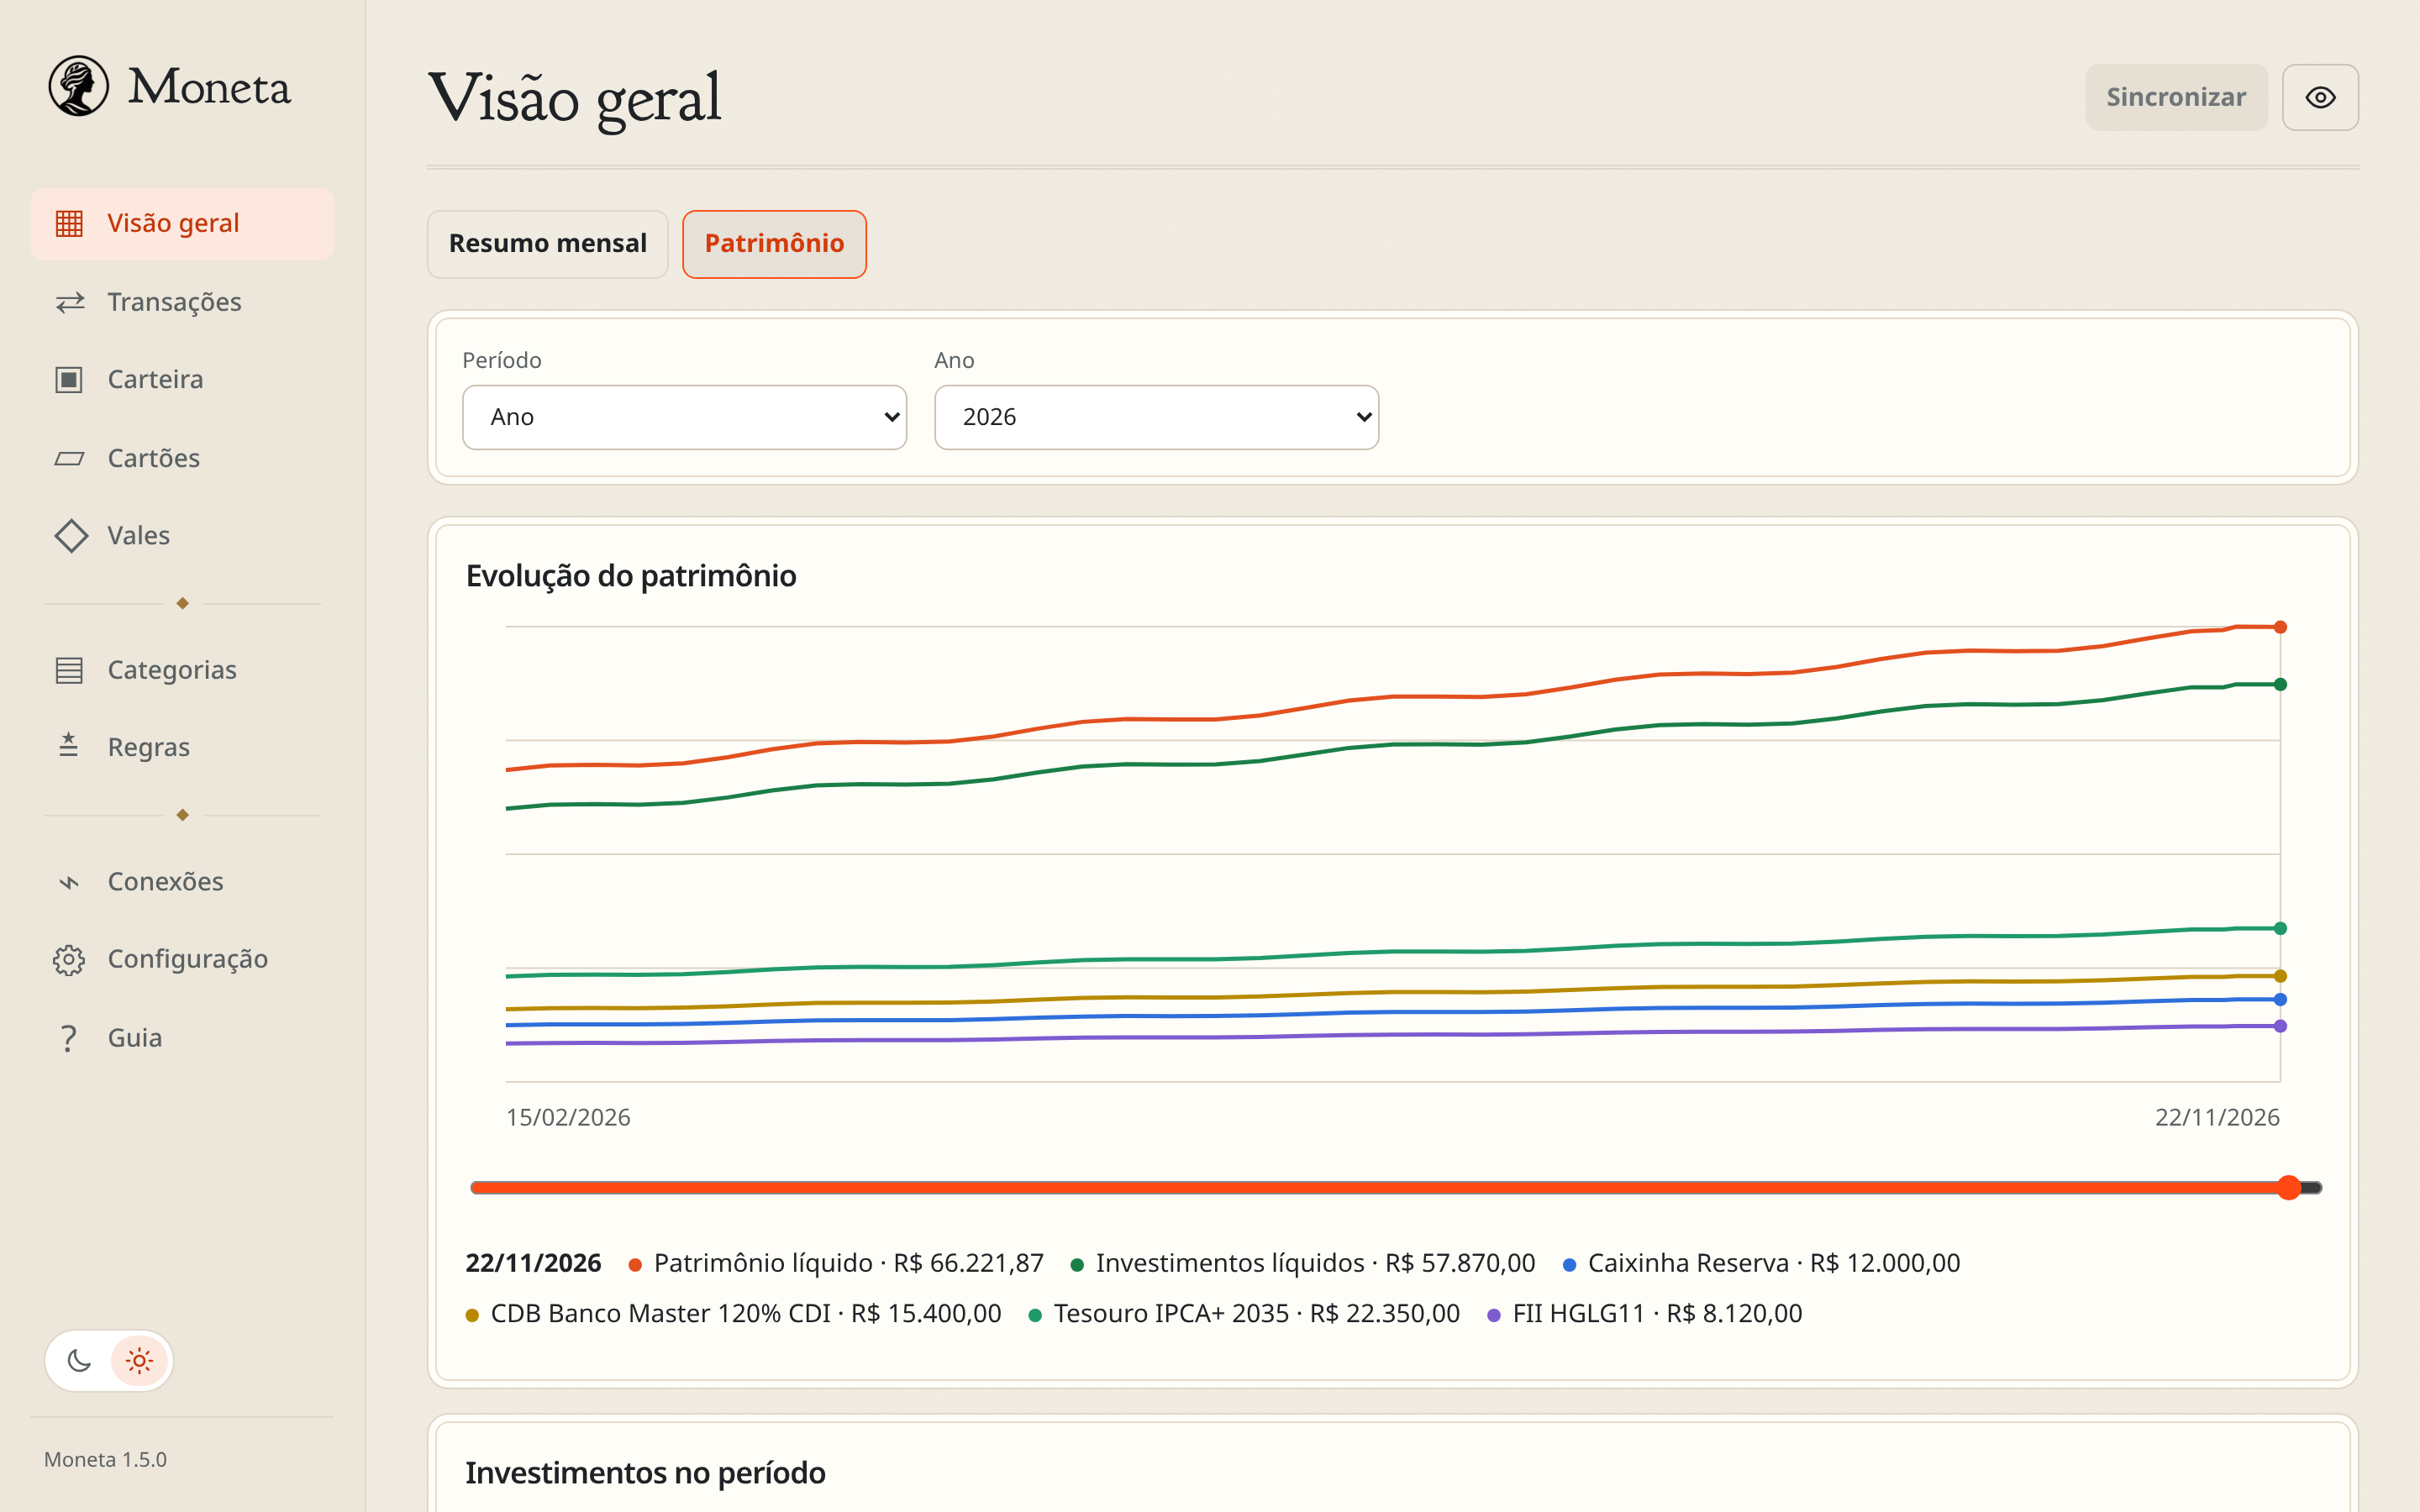 Moneta
Visão geral
Sincronizar
Visão geral
Transações
Carteira
Cartões
Vales
Categorias
Regras
Conexões
Configuração
? Guia
Moneta 1.5.0
Resumo mensal
Patrimônio
Período
Ano
Ano
2026
Evolução do patrimônio
15/02/2026
22/11/2026
22/11/2026 Patrimônio líquido · R$ 66.221,87 Investimentos líquidos · R$ 57.870,00 Caixinha Reserva · R$ 12.000,00
CDB Banco Master 120% CDI · R$ 15.400,00 Tesouro IPCA+ 2035 · R$ 22.350,00 FII HGLG11 · R$ 8.120,00
Investimentos no período